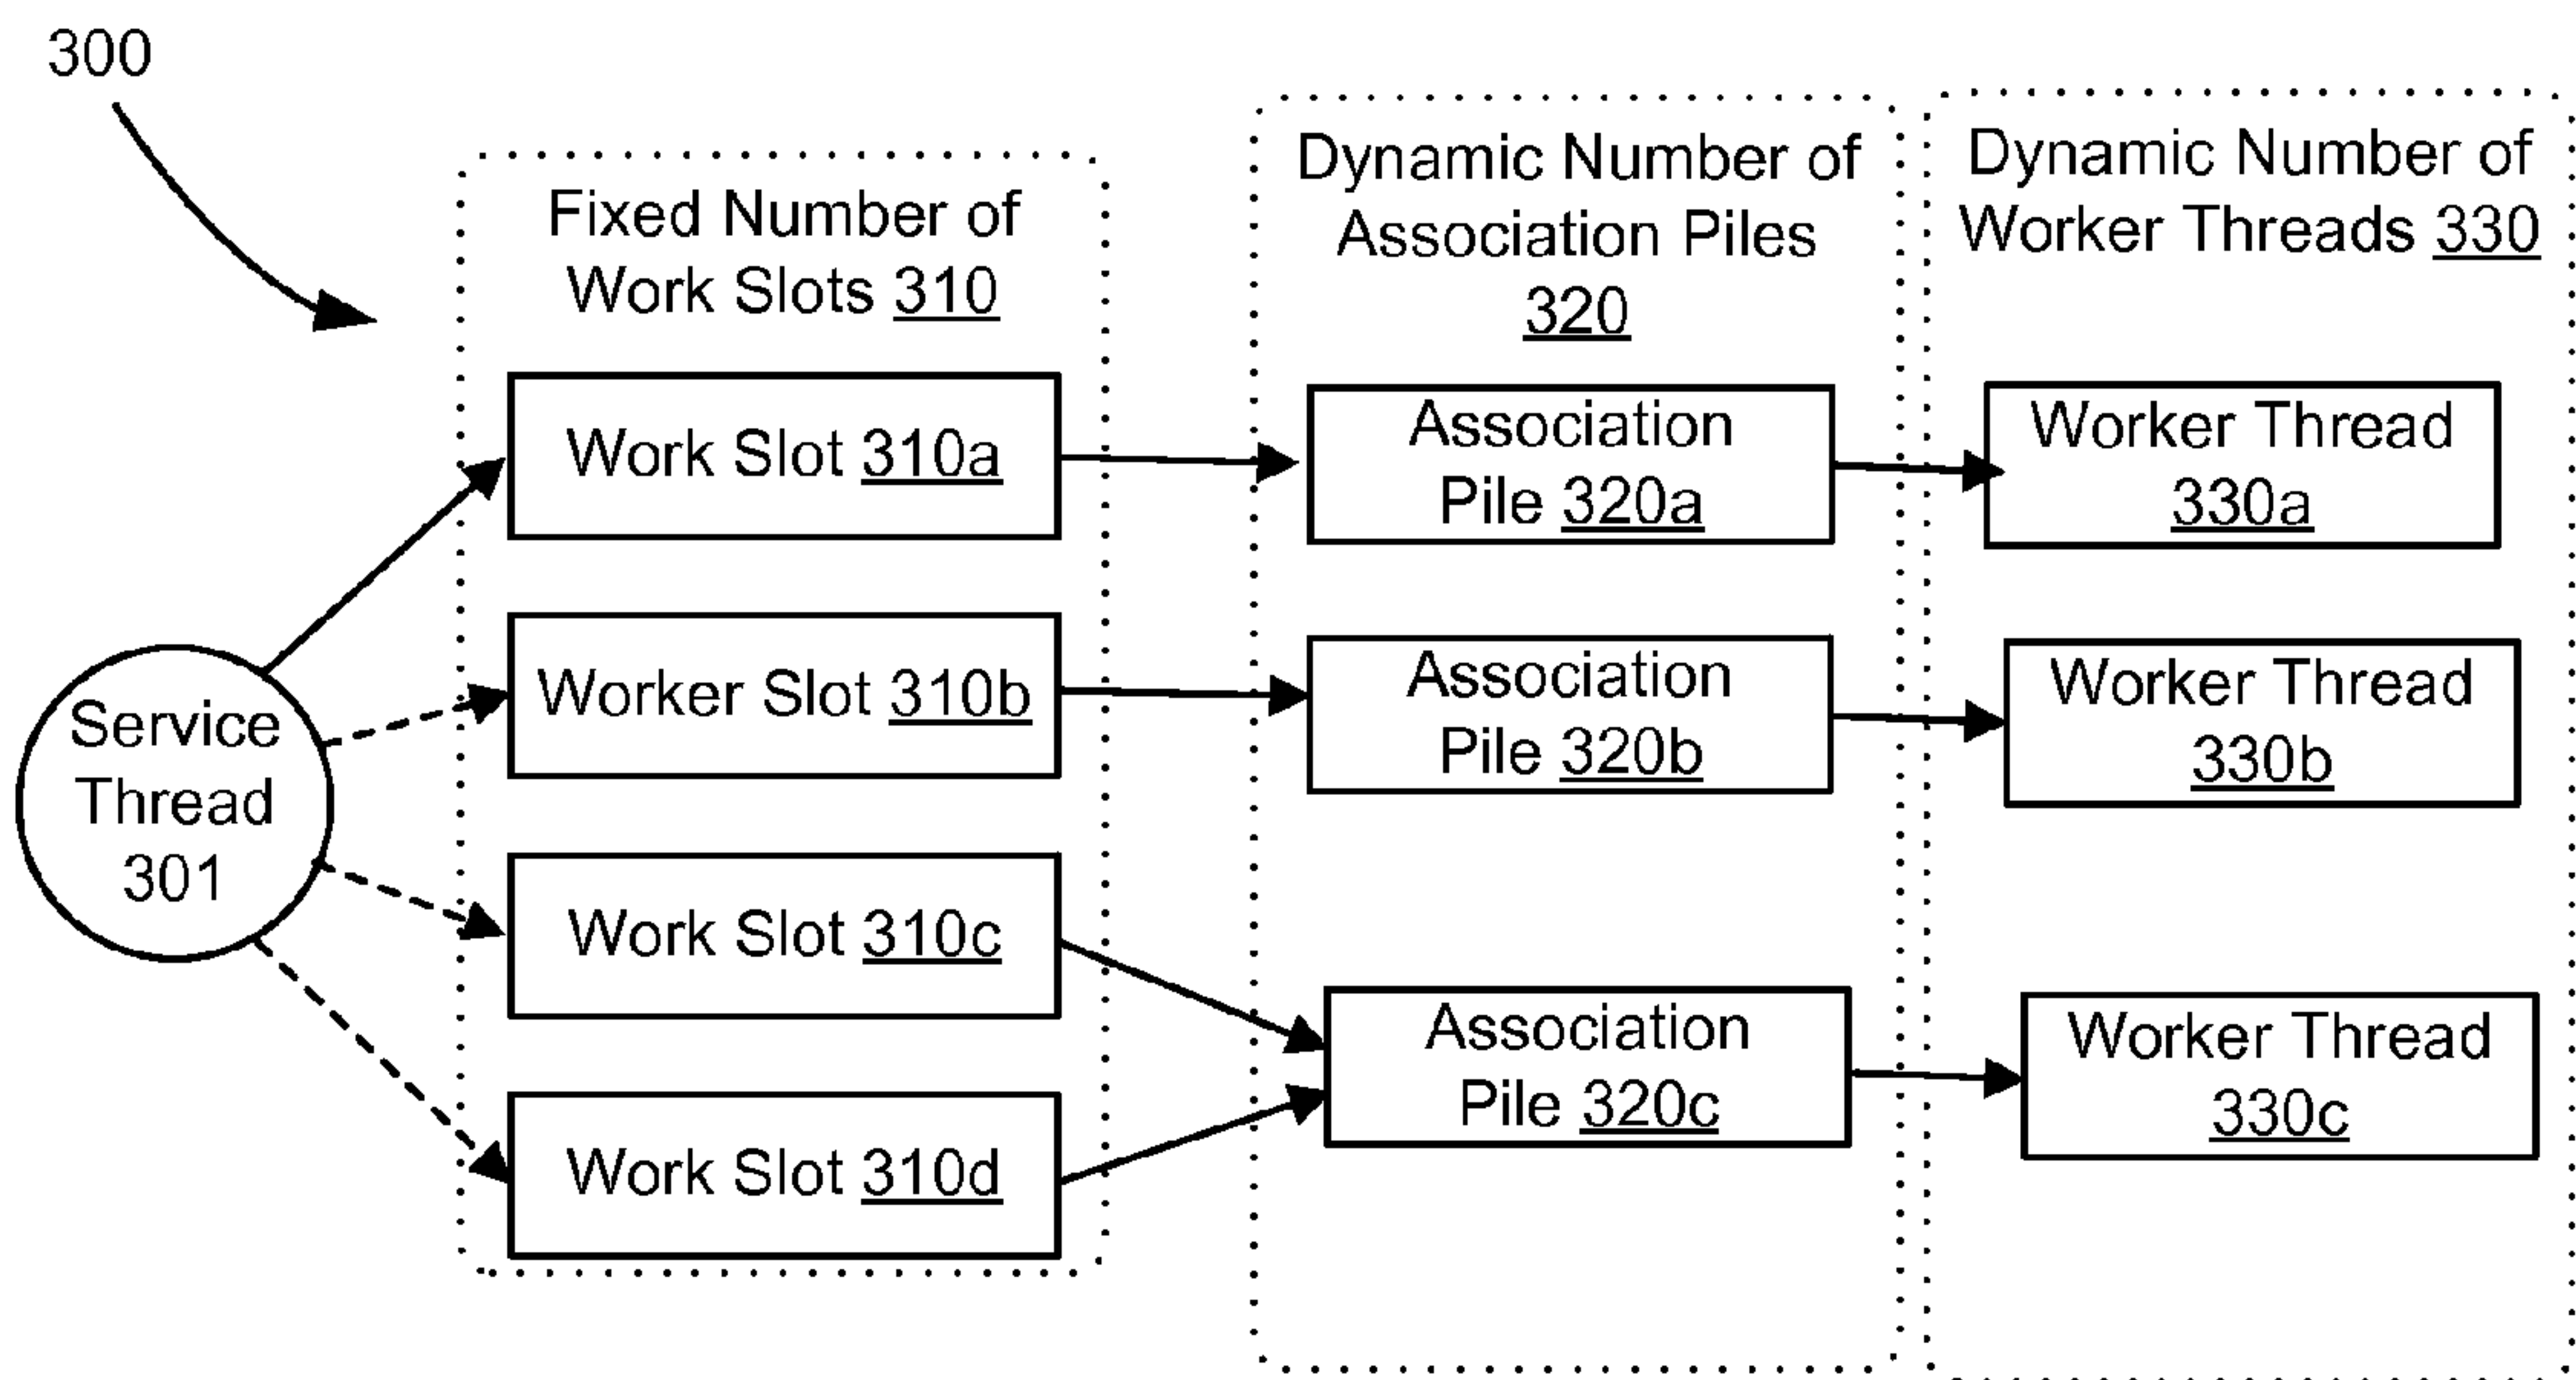 300
Fixed Number of
Work Slots 310
Dynamic Number of
Association Piles
320
Dynamic Number of
Worker Threads 330
Service
Thread
301
Work Slot 310a
Worker Slot 310b
Work Slot 310c
Work Slot 310d
Association
Pile 320a
Association
Pile 320b
Association
Pile 320c
Worker Thread
330a
Worker Thread
330b
Worker Thread
330c